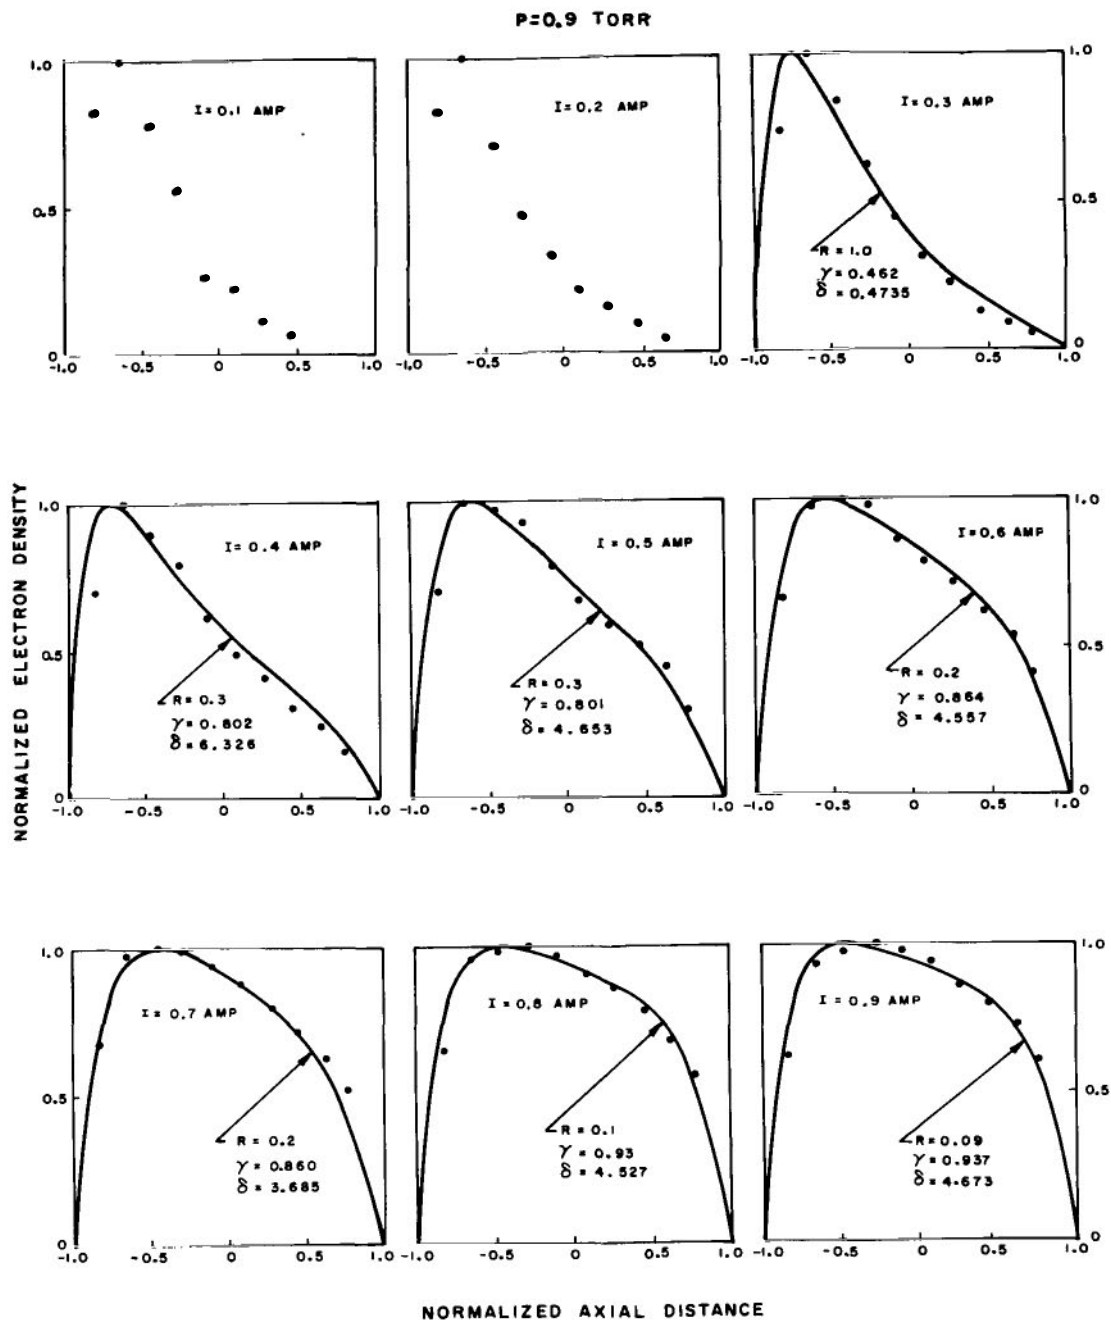 P=0.9 TORR
1.0
0.5
0
I=0.1 AMP
-1.0 -0.5 0 0.5 1.0
I=0.2 AMP
-1.0 -0.5 0 0.5 1.0
I=0.3 AMP
R=1.0
γ=0.462
δ=0.4735
1.0
0.5
0
-1.0 -0.5 0 0.5 1.0
NORMALIZED ELECTRON DENSITY
1.0
0.5
0
I=0.4 AMP
R=0.3
γ=0.802
δ=6.326
-1.0 -0.5 0 0.5 1.0
I=0.5 AMP
R=0.3
γ=0.801
δ=4.653
-1.0 -0.5 0 0.5 1.0
I=0.6 AMP
R=0.2
γ=0.864
δ=4.557
1.0
0.5
0
-1.0 -0.5 0 0.5 1.0
1.0
0.5
0
I=0.7 AMP
R=0.2
γ=0.860
δ=3.685
-1.0 -0.5 0 0.5 1.0
I=0.8 AMP
R=0.1
γ=0.93
δ=4.527
-1.0 -0.5 0 0.5 1.0
I=0.9 AMP
R=0.09
γ=0.937
δ=4.673
1.0
0.5
0
-1.0 -0.5 0 0.5 1.0
NORMALIZED AXIAL DISTANCE